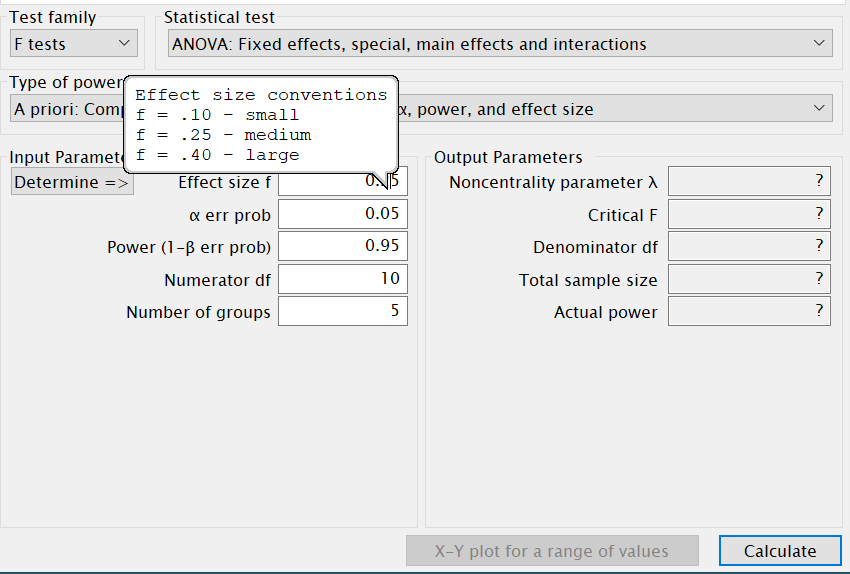 Test family
Statistical test
F tests
ANOVA: Fixed effects, special, main effects and interactions
Type of power
A priori: Comp
α, power, and effect size
Effect size conventions
f = .10 - small
f = .25 - medium
f = .40 - large
Input Paramete
Output Parameters
Determine =>
Effect size f
Noncentrality parameter λ
?
α err prob
0.05
Critical F
?
Power (1-β err prob)
0.95
Denominator df
?
Numerator df
10
Total sample size
?
Number of groups
5
Actual power
?
X-Y plot for a range of values
Calculate